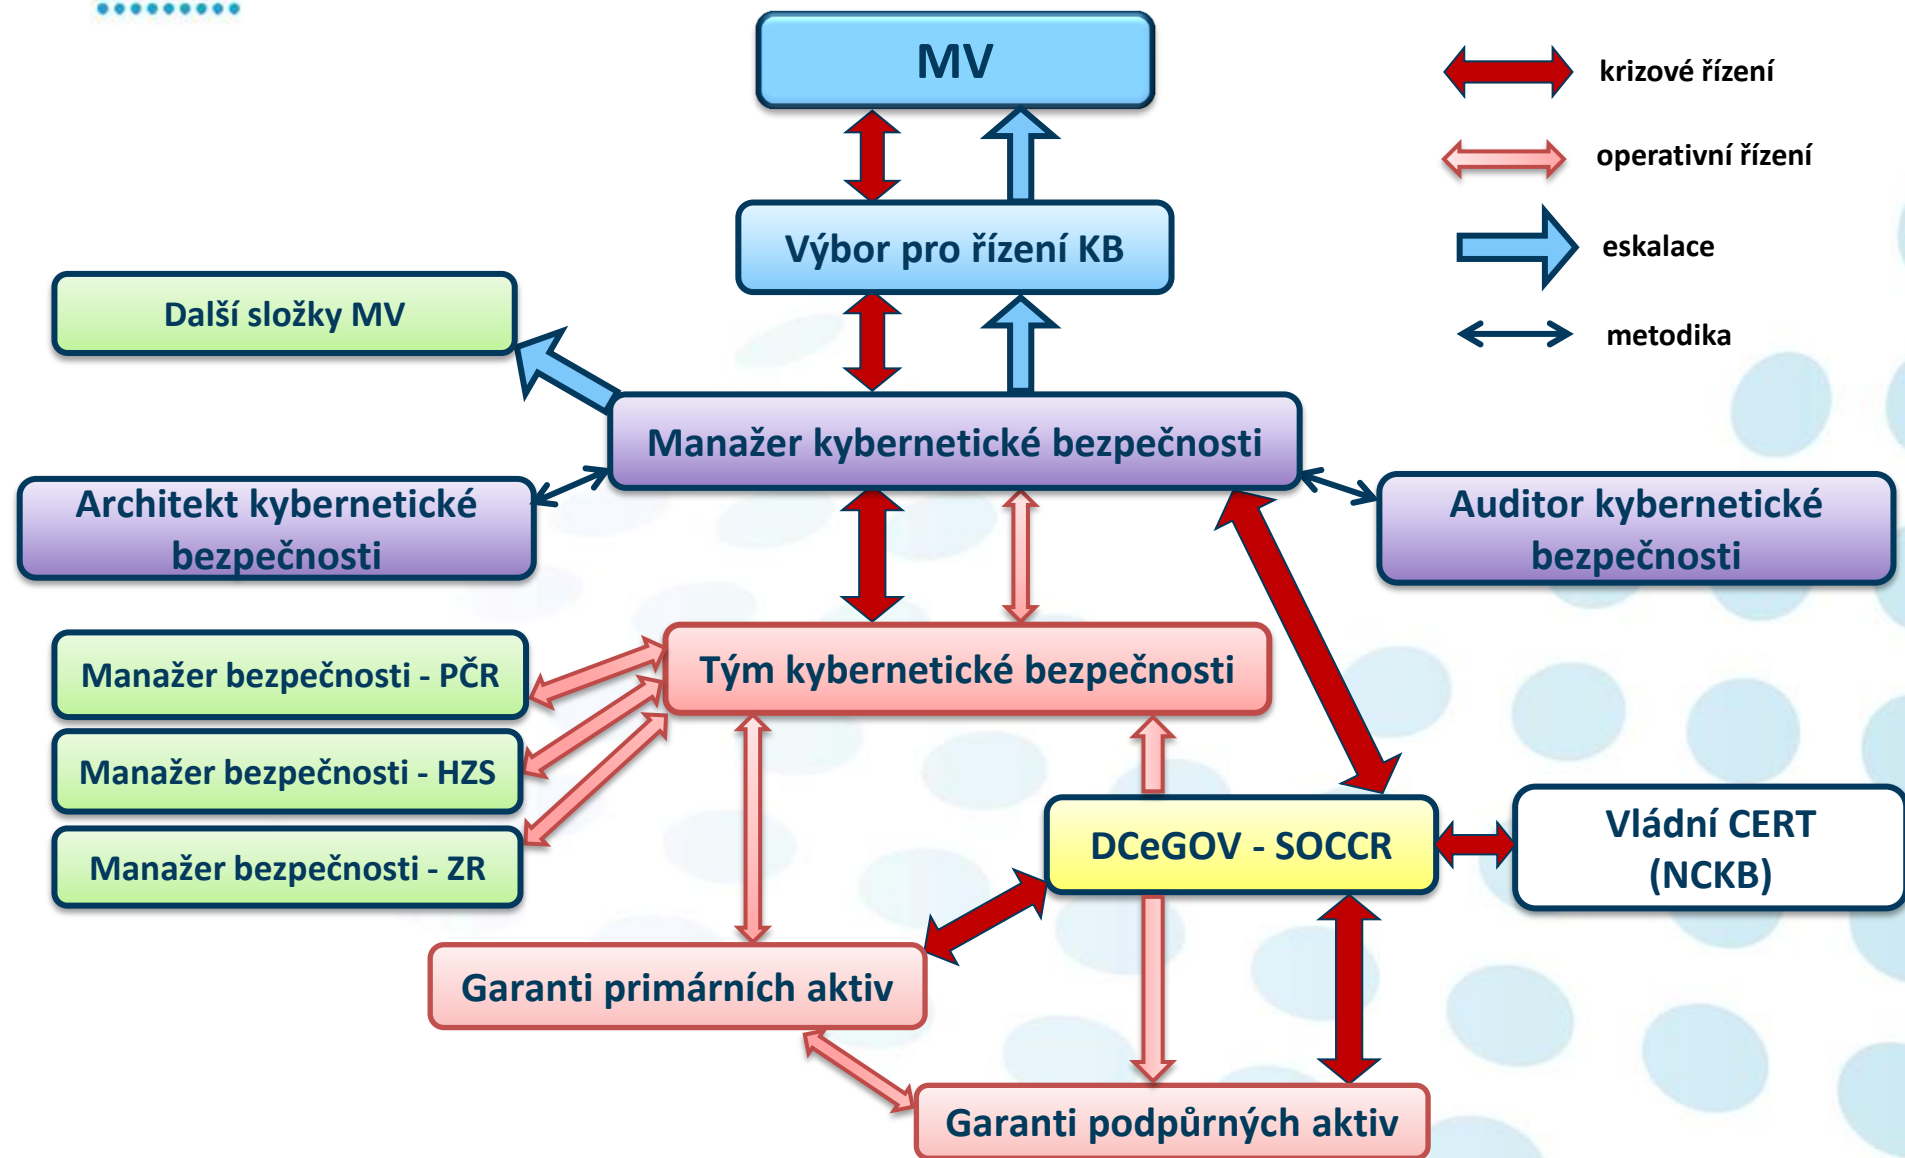 MV
krizové řízení
operativní řízení
Výbor pro řízení KB
eskalace
Další složky MV
metodika
Manažer kybernetické bezpečnosti
Architekt kybernetické
bezpečnosti
Auditor kybernetické
bezpečnosti
Tým kybernetické bezpečnosti
Manažer bezpečnosti - PČR
Manažer bezpečnosti - HZS
Manažer bezpečnosti - ZR
DCeGOV - SOCCR
Vládní CERT
(NCKB)
Garanti primárních aktiv
Garanti podpůrných aktiv